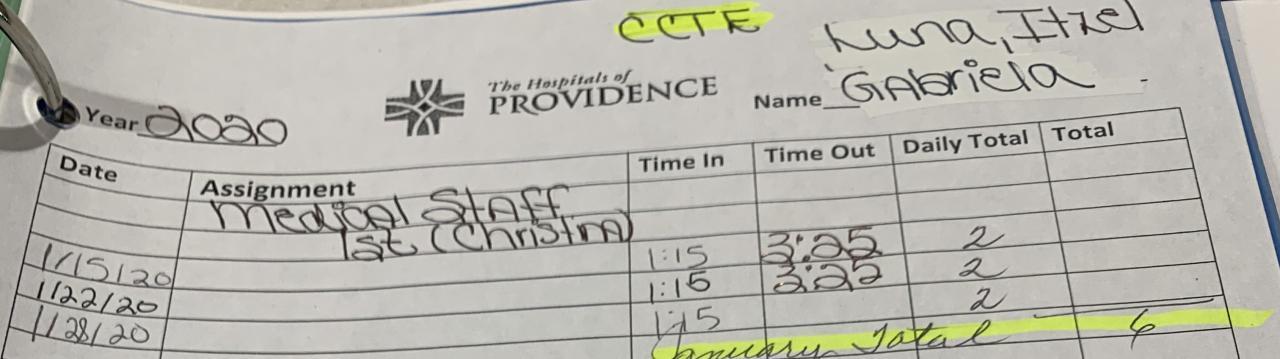 CCTE
Luna, Itzel
Gabriela
The Hospitals of
PROVIDENCE
Name
Year 2020
Date Assignment Time In Time Out Daily Total Total
Medical Staff
1st (Christina)
1/15/20 1:15 3:25 2
1/22/20 1:15 3:22 2
1/28/20 1:15 2
January Total 6